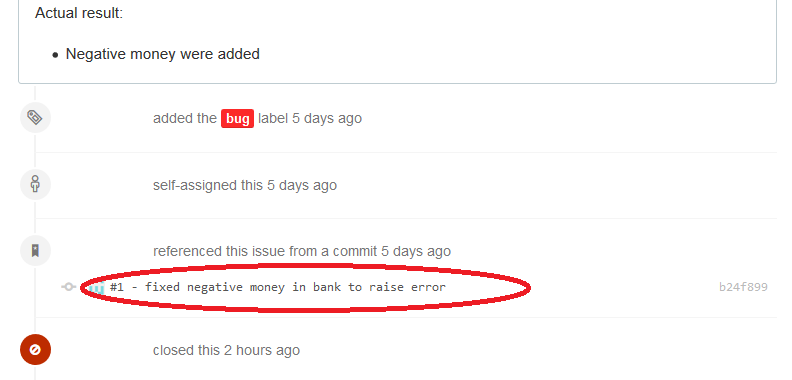 Actual result:
Negative money were added
added the bug label 5 days ago
self-assigned this 5 days ago
referenced this issue from a commit 5 days ago
#1 - fixed negative money in bank to raise error b24f899
closed this 2 hours ago